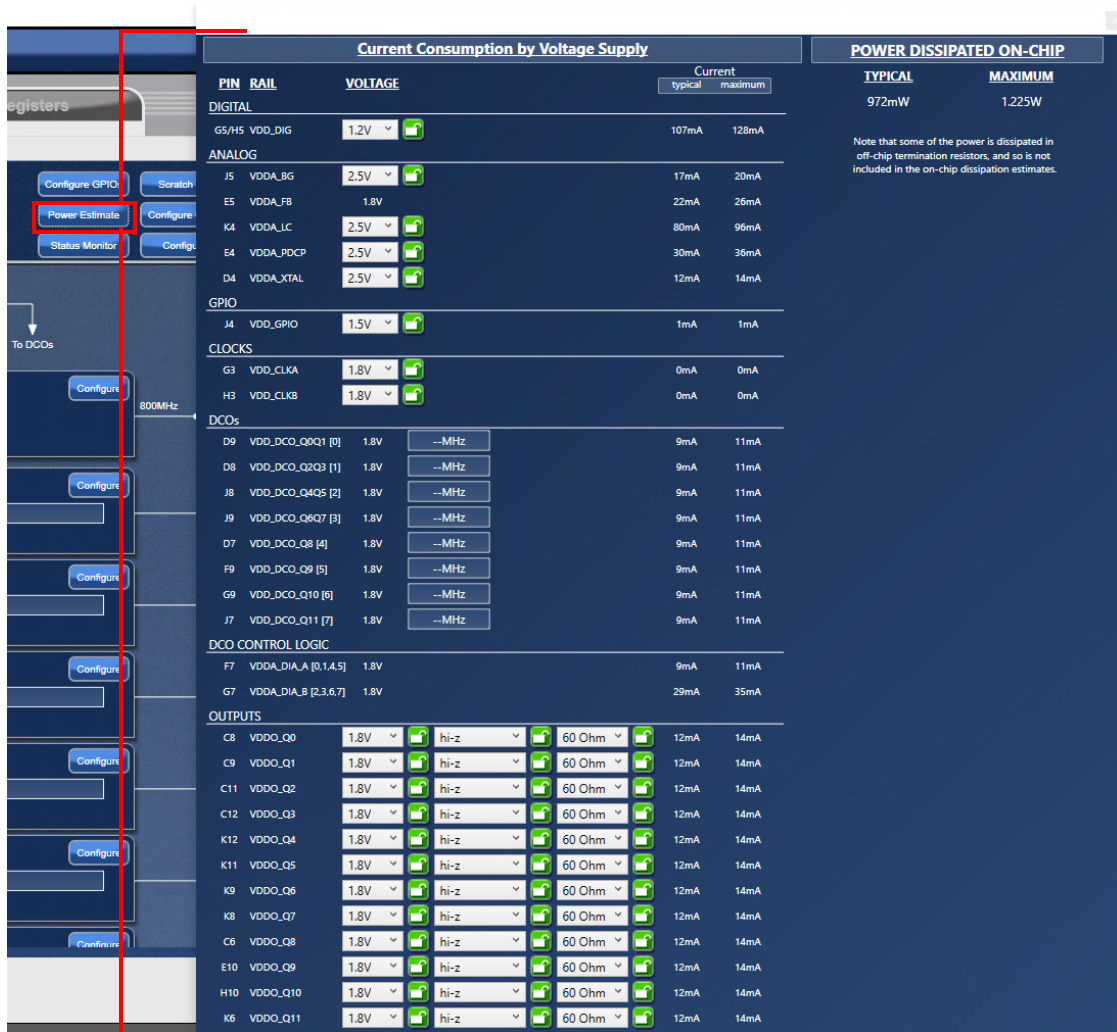 egisters
Configure GPIO
Scratch
Power Estimate
Configure
Status Monitor
Configu
To DCOs
Configure
800MHz
Configure
Configure
Configure
Configure
Configure
Configure
Current Consumption by Voltage Supply
PIN RAIL VOLTAGE Current
typical maximum
DIGITAL
G5/H5 VDD_DIG 1.2V 107mA 128mA
ANALOG
J5 VDDA_BG 2.5V 17mA 20mA
E5 VDDA_FB 1.8V 22mA 26mA
K4 VDDA_LC 2.5V 80mA 96mA
E4 VDDA_PDCP 2.5V 30mA 36mA
D4 VDDA_XTAL 2.5V 12mA 14mA
GPIO
J4 VDD_GPIO 1.5V 1mA 1mA
CLOCKS
G3 VDD_CLKA 1.8V 0mA 0mA
H3 VDD_CLKB 1.8V 0mA 0mA
DCOs
D9 VDD_DCO_Q0Q1 [0] 1.8V --MHz 9mA 11mA
D8 VDD_DCO_Q2Q3 [1] 1.8V --MHz 9mA 11mA
J8 VDD_DCO_Q4Q5 [2] 1.8V --MHz 9mA 11mA
J9 VDD_DCO_Q6Q7 [3] 1.8V --MHz 9mA 11mA
D7 VDD_DCO_Q8 [4] 1.8V --MHz 9mA 11mA
F9 VDD_DCO_Q9 [5] 1.8V --MHz 9mA 11mA
G9 VDD_DCO_Q10 [6] 1.8V --MHz 9mA 11mA
J7 VDD_DCO_Q11 [7] 1.8V --MHz 9mA 11mA
DCO CONTROL LOGIC
F7 VDDA_DIA_A [0,1,4,5] 1.8V 9mA 11mA
G7 VDDA_DIA_B [2,3,6,7] 1.8V 29mA 35mA
OUTPUTS
C8 VDDO_Q0 1.8V hi-z 60 Ohm 12mA 14mA
C9 VDDO_Q1 1.8V hi-z 60 Ohm 12mA 14mA
C11 VDDO_Q2 1.8V hi-z 60 Ohm 12mA 14mA
C12 VDDO_Q3 1.8V hi-z 60 Ohm 12mA 14mA
K12 VDDO_Q4 1.8V hi-z 60 Ohm 12mA 14mA
K11 VDDO_Q5 1.8V hi-z 60 Ohm 12mA 14mA
K9 VDDO_Q6 1.8V hi-z 60 Ohm 12mA 14mA
K8 VDDO_Q7 1.8V hi-z 60 Ohm 12mA 14mA
C6 VDDO_Q8 1.8V hi-z 60 Ohm 12mA 14mA
E10 VDDO_Q9 1.8V hi-z 60 Ohm 12mA 14mA
H10 VDDO_Q10 1.8V hi-z 60 Ohm 12mA 14mA
K6 VDDO_Q11 1.8V hi-z 60 Ohm 12mA 14mA
POWER DISSIPATED ON-CHIP
TYPICAL MAXIMUM
972mW 1.225W
Note that some of the power is dissipated in
off-chip termination resistors, and so is not
included in the on-chip dissipation estimates.